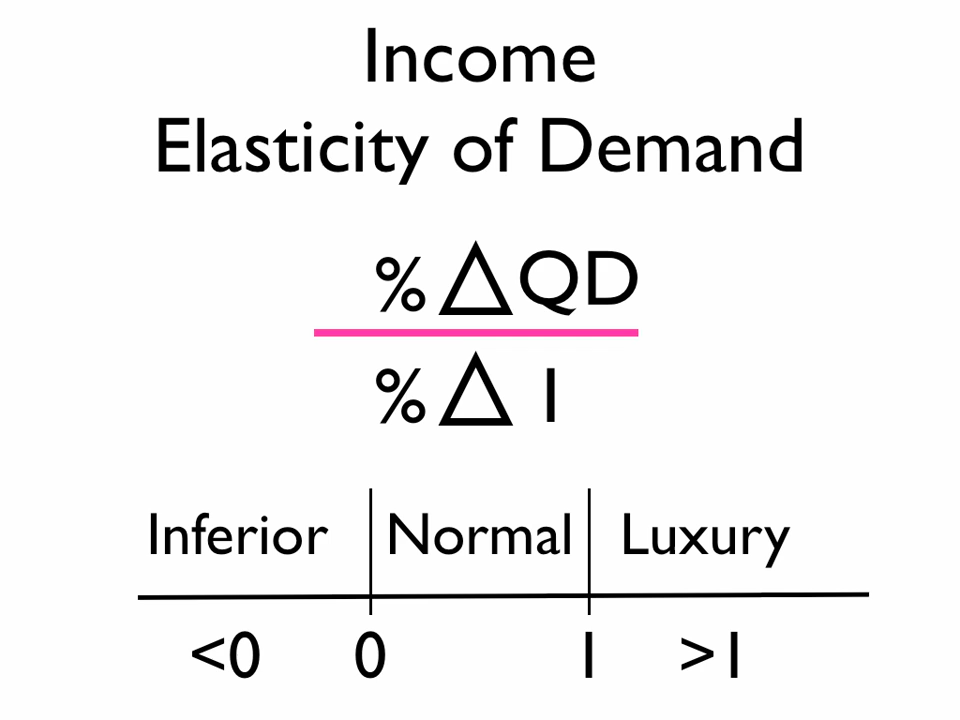 Income
Elasticity of Demand
% △ QD
% △ I
Inferior Normal Luxury
<0 0 1 >1